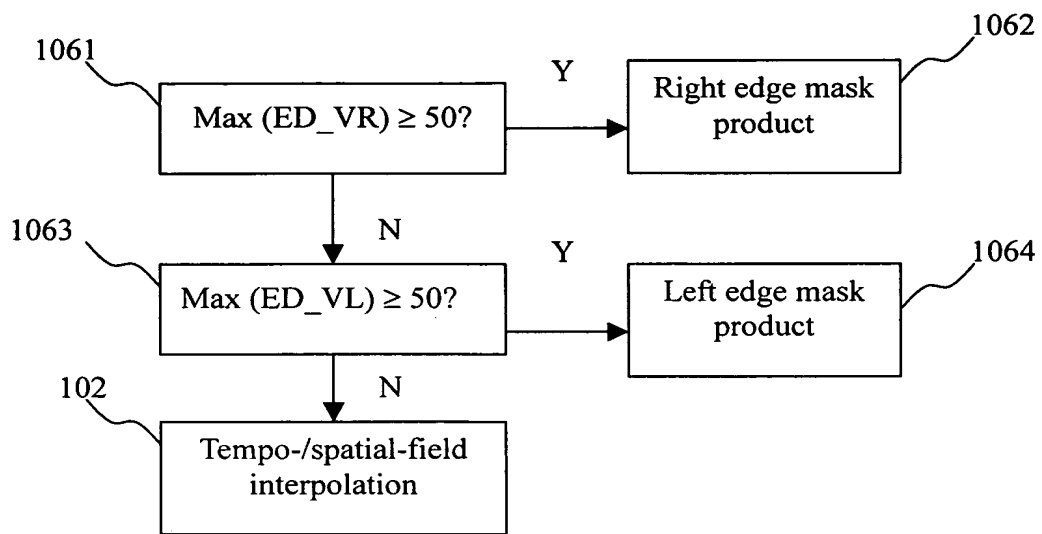 1061
1062
Max (ED_VR) ≥ 50?
Y
Right edge mask
product
N
1063
1064
Max (ED_VL) ≥ 50?
Y
Left edge mask
product
N
102
Tempo-/spatial-field
interpolation